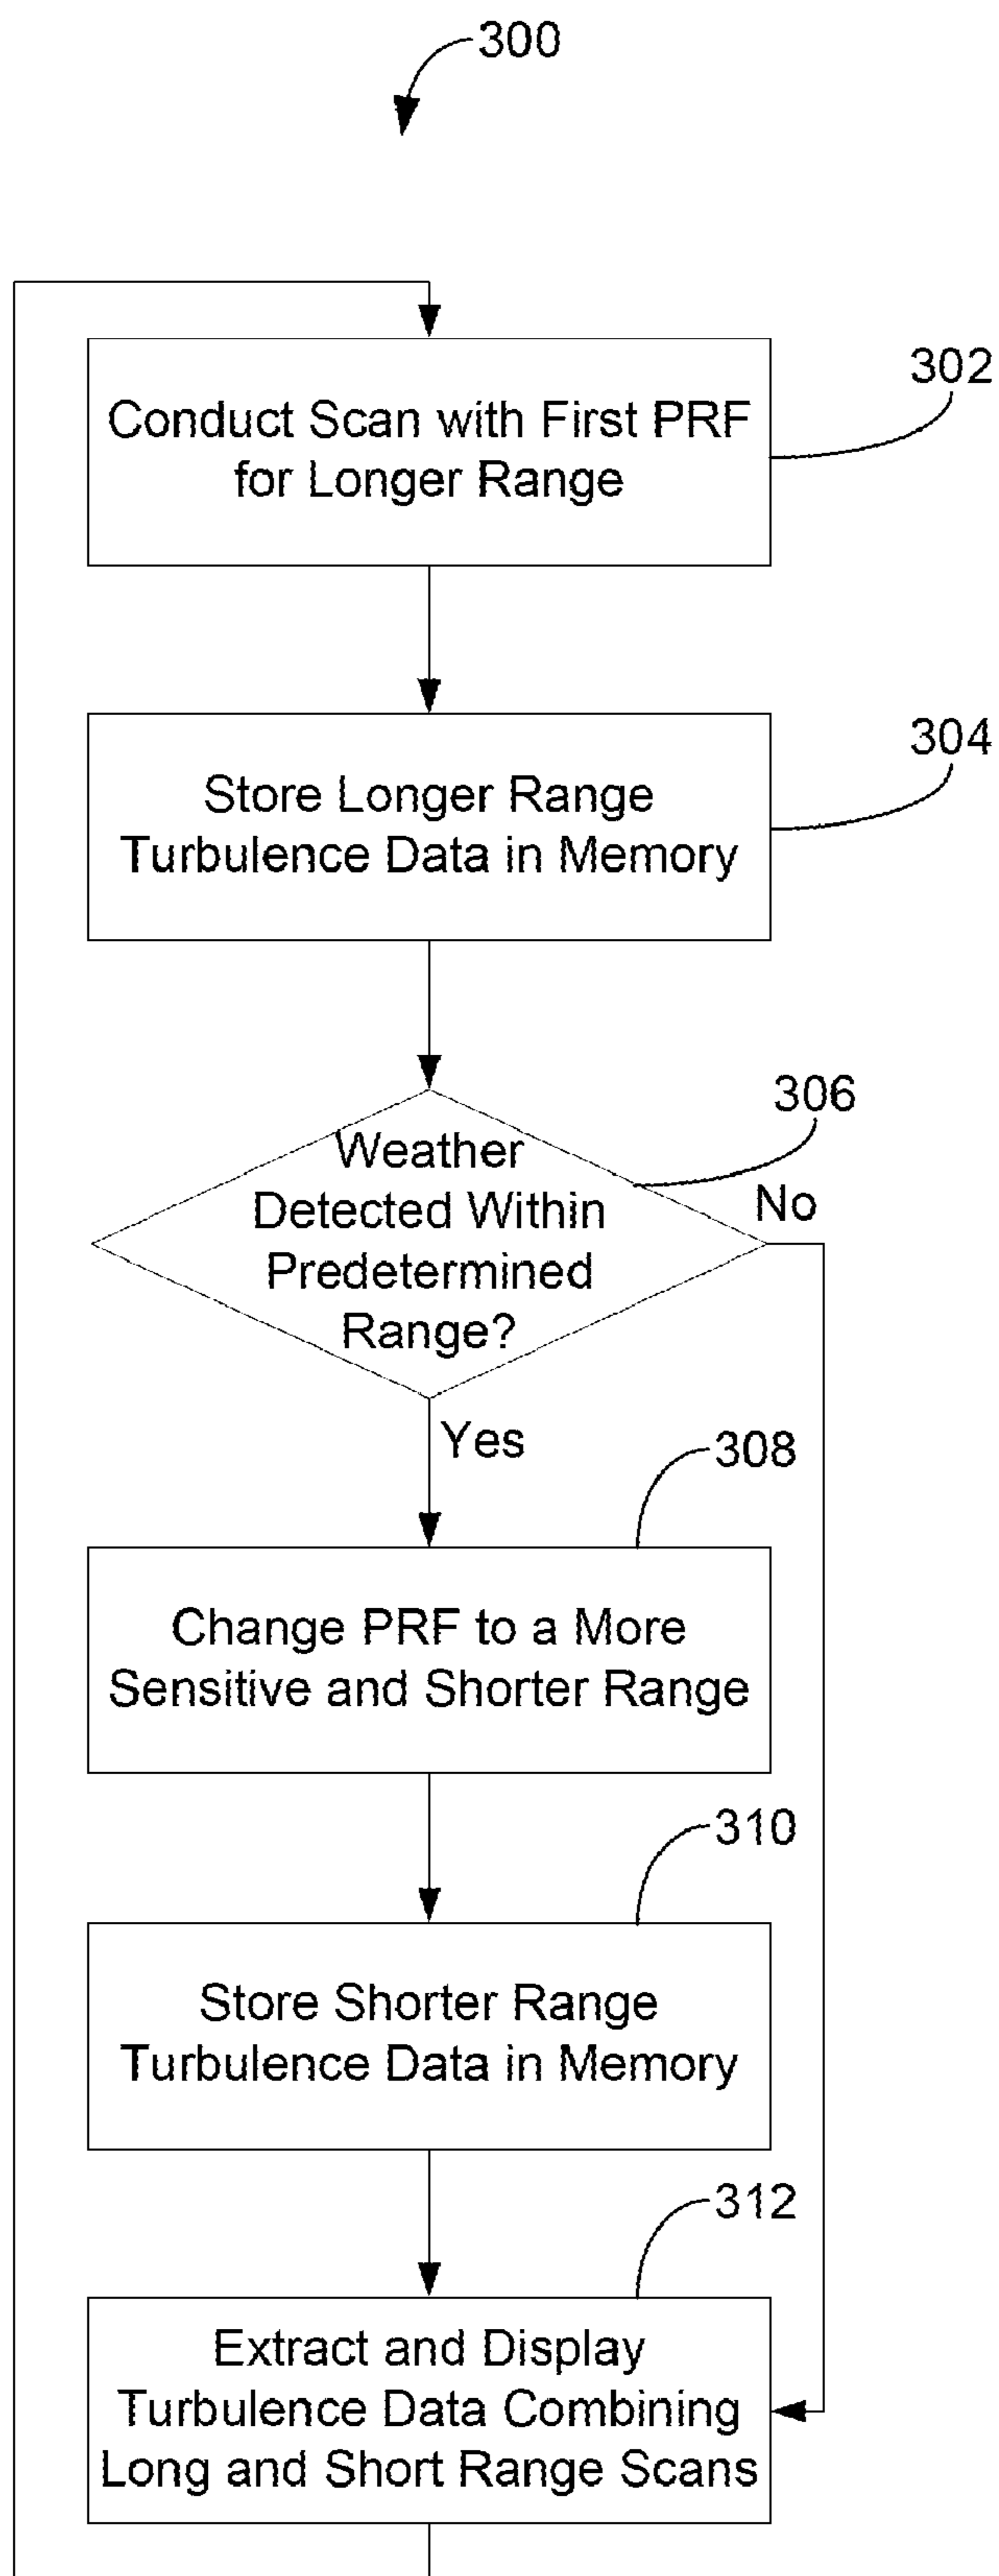 300
302
Conduct Scan with First PRF
for Longer Range
304
Store Longer Range
Turbulence Data in Memory
306
Weather
Detected Within
Predetermined
Range?
No
Yes
308
Change PRF to a More
Sensitive and Shorter Range
310
Store Shorter Range
Turbulence Data in Memory
312
Extract and Display
Turbulence Data Combining
Long and Short Range Scans